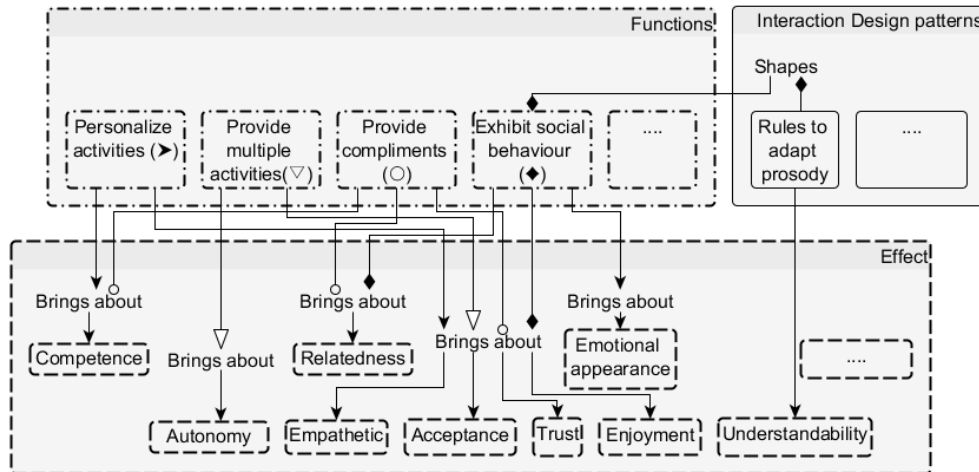 Functions
Interaction Design patterns
Shapes
Personalize
activities (➤)
Provide
multiple
activities(▽)
Provide
compliments
(○)
Exhibit social
behaviour
(◆)
....
Rules to
adapt
prosody
....
Effect
Brings about
Brings about
Brings about
Brings about
Brings about
Competence
Relatedness
Emotional
appearance
....
Autonomy
Empathetic
Acceptance
Trust
Enjoyment
Understandability